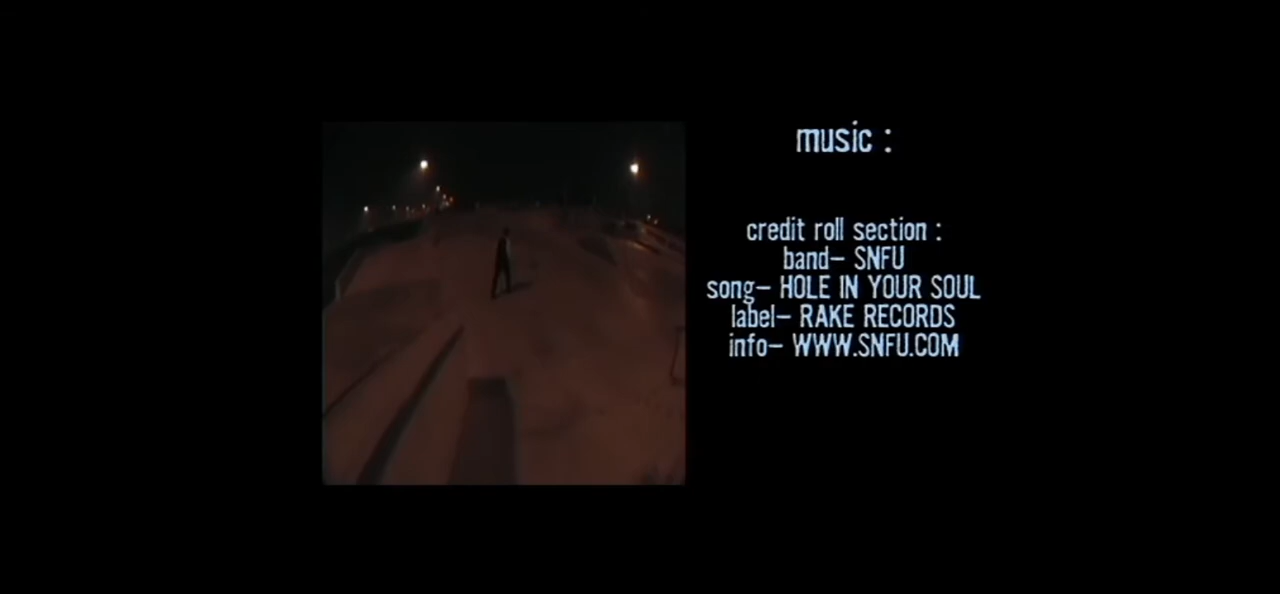 music :
credit roll section :
band- SNFU
song- HOLE IN YOUR SOUL
label- RAKE RECORDS
info- WWW.SNFU.COM